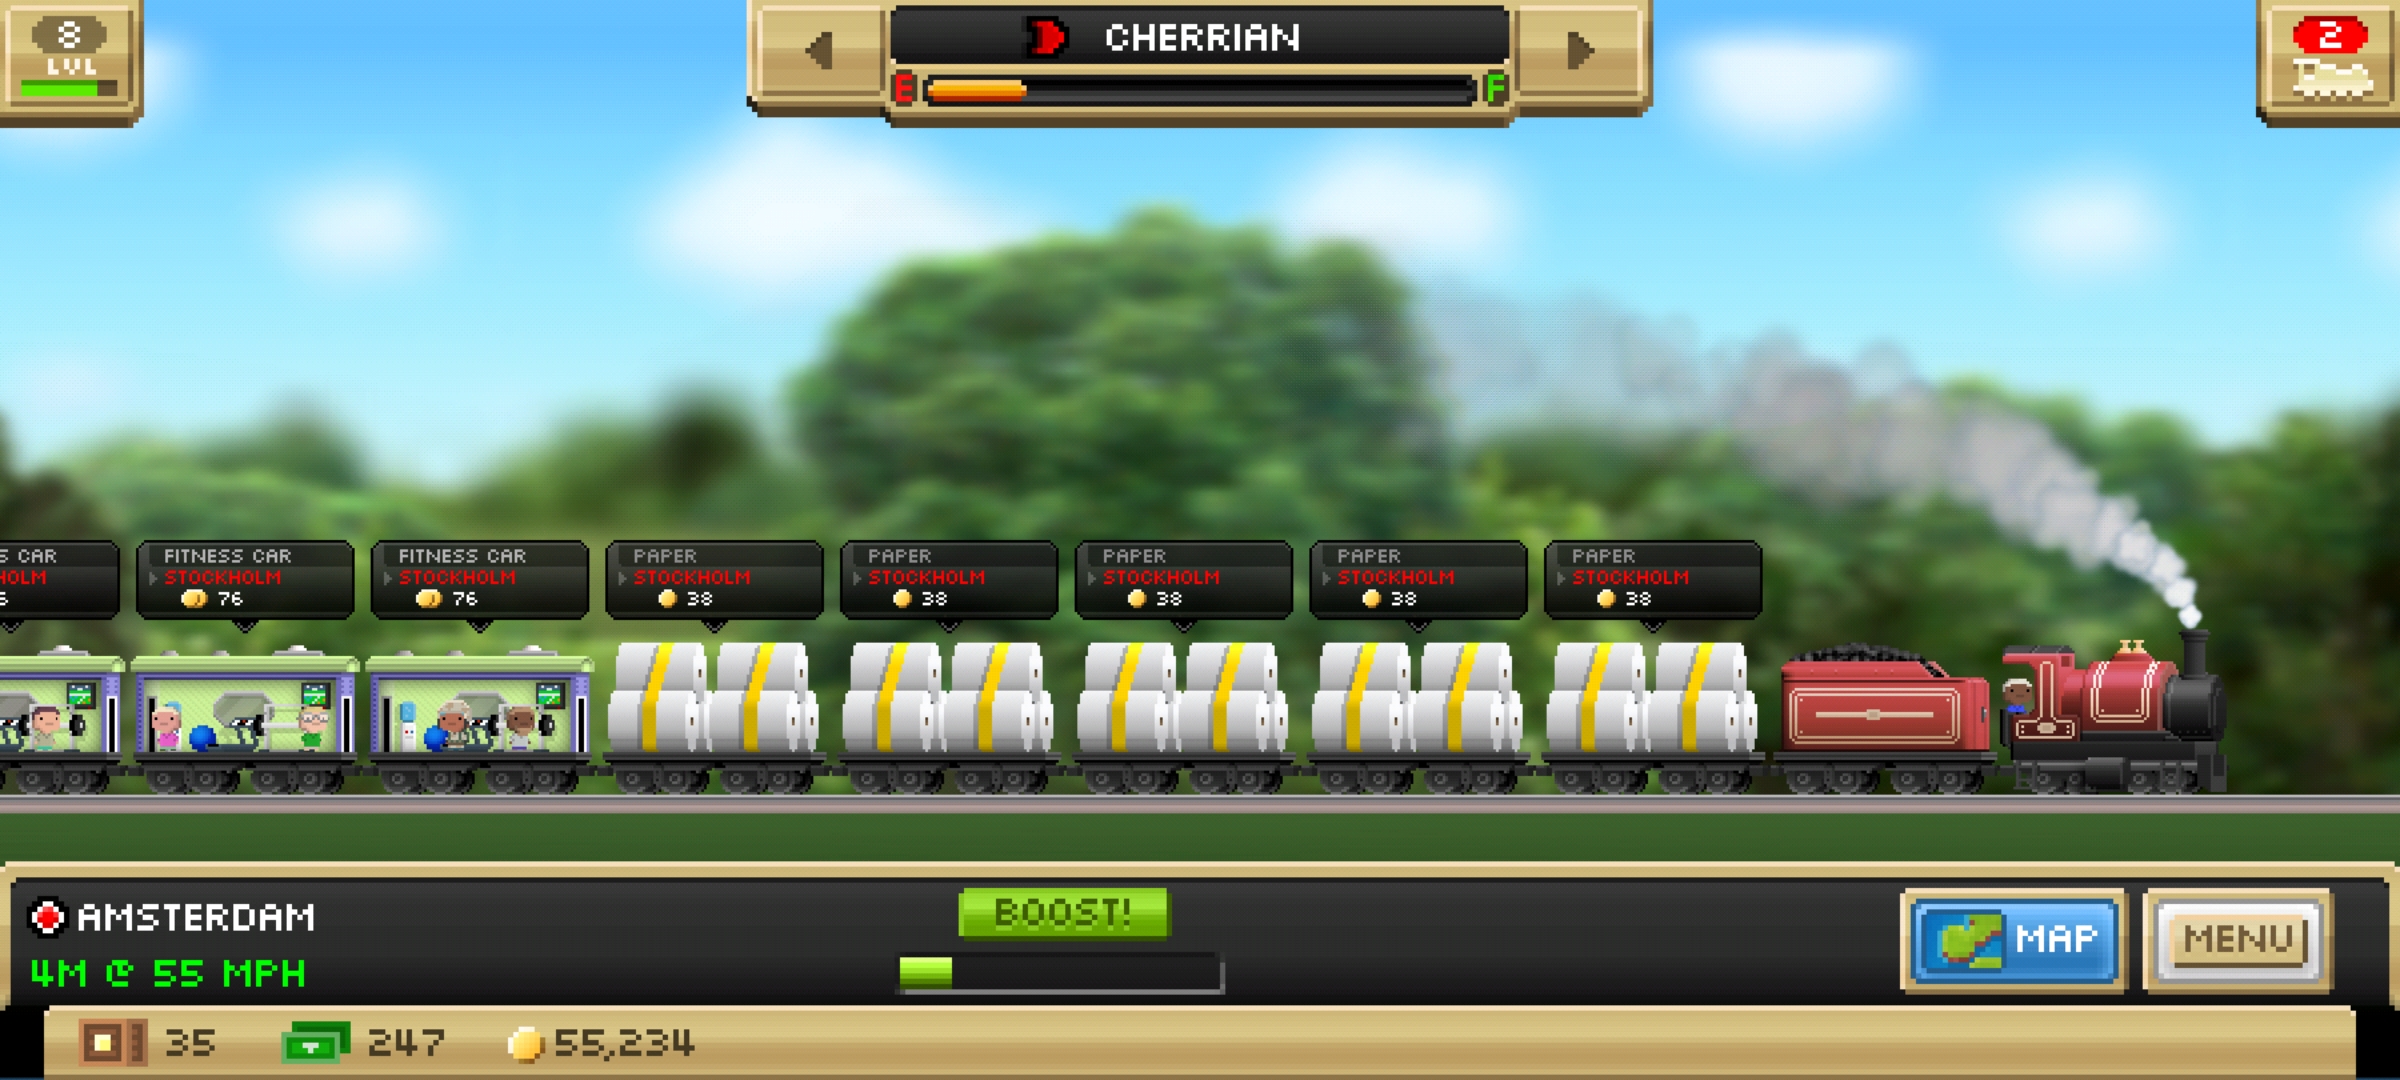 8
LVL
CHERRIAN
E F
2
S CAR
HOLM
FITNESS CAR
STOCKHOLM
76
FITNESS CAR
STOCKHOLM
76
PAPER
STOCKHOLM
38
PAPER
STOCKHOLM
38
PAPER
STOCKHOLM
38
PAPER
STOCKHOLM
38
PAPER
STOCKHOLM
38
AMSTERDAM
4M @ 55 MPH
BOOST!
MAP
MENU
35
247
55,234